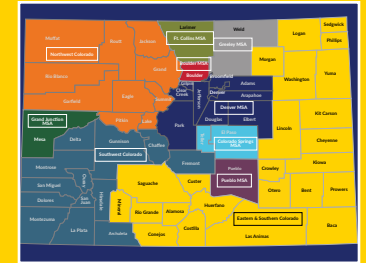 Sedgwick
Larimer
Weld
Logan
Phillips
Moffat
Routt
Jackson
Ft. Collins MSA
Greeley MSA
Northwest Colorado
Morgan
Boulder MSA
Boulder
Broomfield
Grand
Washington
Yuma
Rio Blanco
Adams
Clear Creek
Jefferson
Denver
Arapahoe
Eagle
Summit
Denver MSA
Garfield
Douglas
Elbert
Kit Carson
Grand Junction MSA
Pitkin
Lake
Park
Lincoln
Mesa
El Paso
Colorado Springs MSA
Cheyenne
Delta
Gunnison
Chaffee
Teller
Southwest Colorado
Fremont
Kiowa
Montrose
Pueblo
Crowley
Pueblo MSA
Saguache
Custer
San Miguel
Ouray
Otero
Bent
Prowers
Dolores
San Juan
Hinsdale
Mineral
Rio Grande
Alamosa
Huerfano
Montezuma
Eastern & Southern Colorado
La Plata
Costilla
Baca
Archuleta
Conejos
Las Animas